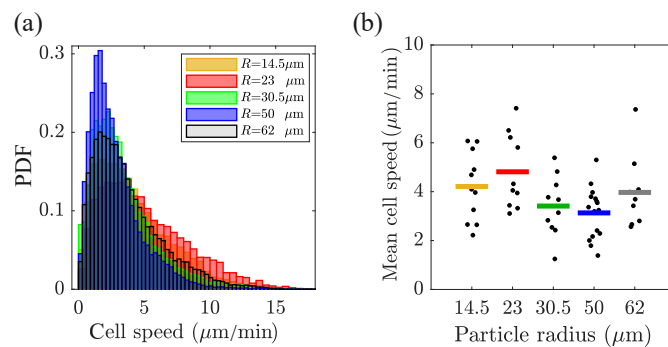 (a)
0.3
0.2
0.1
0
PDF
R=14.5μm
R=23 μm
R=30.5μm
R=50 μm
R=62 μm
0 5 10 15
Cell speed (μm/min)
(b)
10
8
6
4
2
0
Mean cell speed (μm/min)
14.5 23 30.5 50 62
Particle radius (μm)